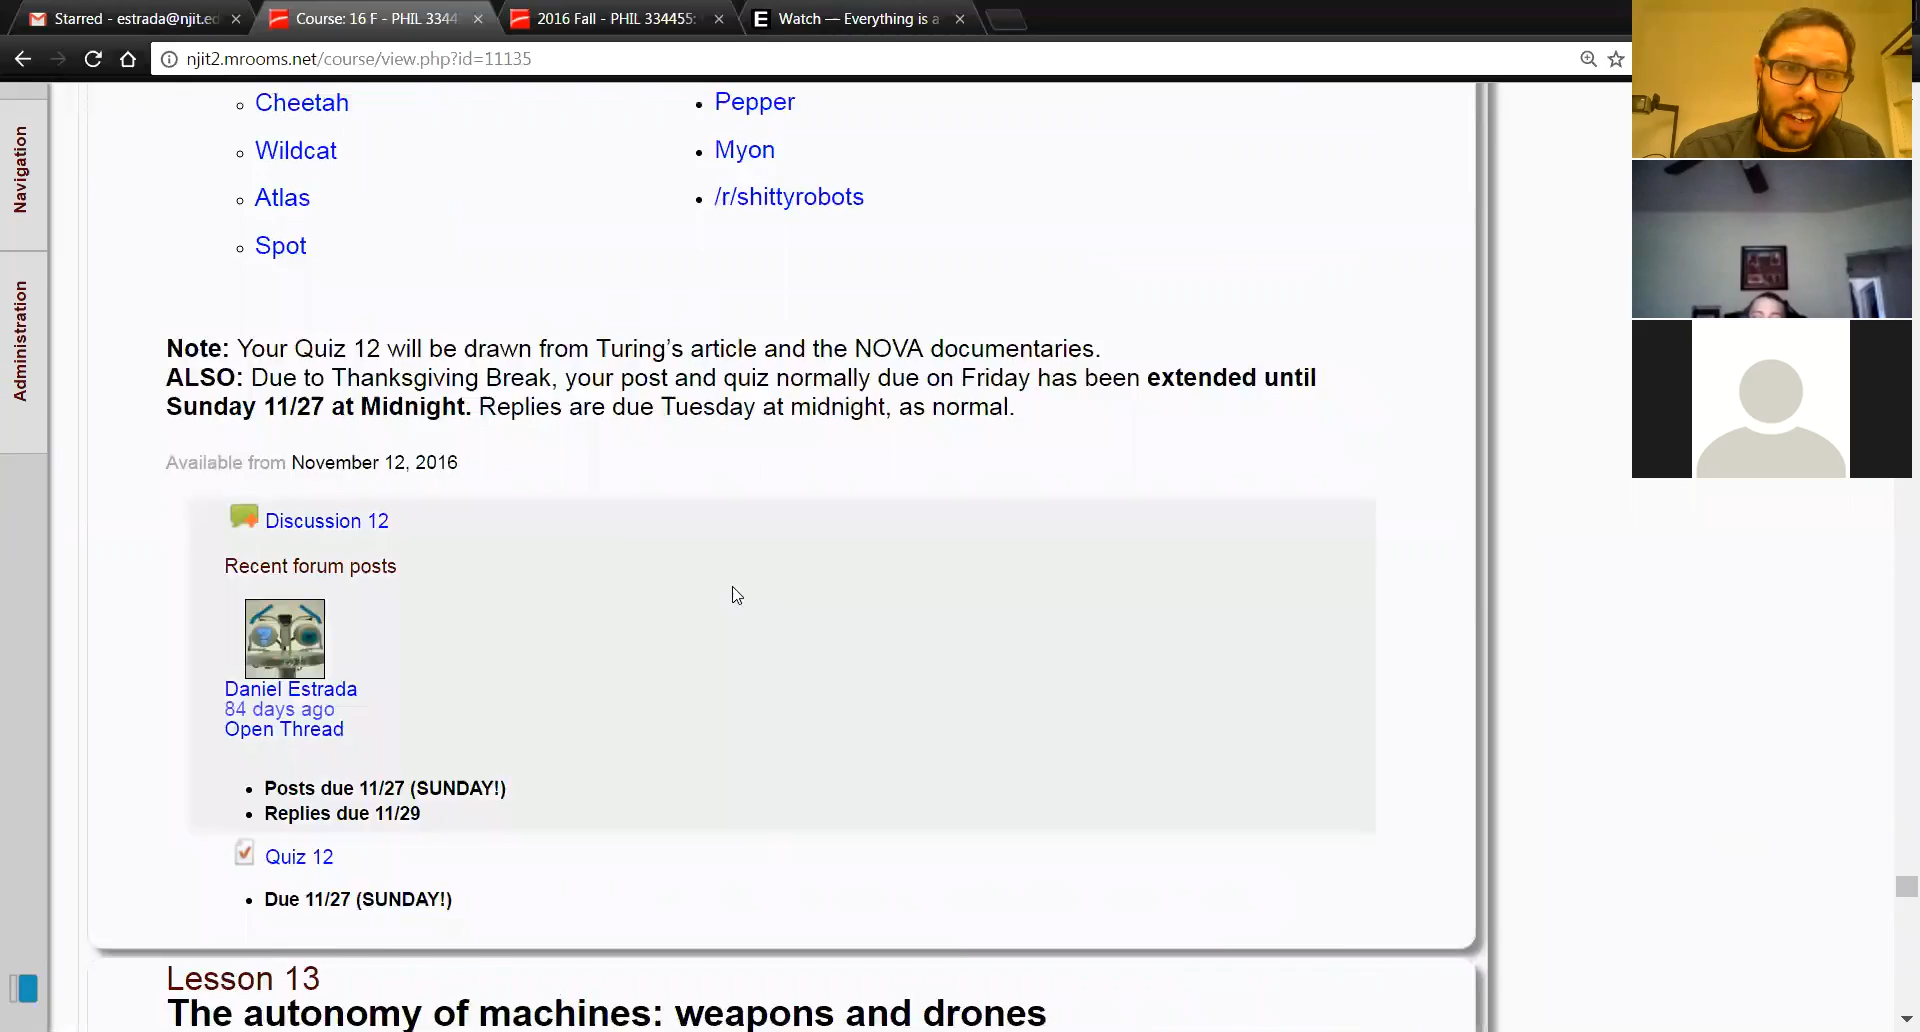 Starred - estrada@njit.ed
Course: 16 F - PHIL 3344
2016 Fall - PHIL 334455:
E Watch — Everything is a
njit2.mrooms.net/course/view.php?id=11135
Navigation
Administration
Cheetah
Wildcat
Atlas
Spot
Pepper
Myon
/r/shittyrobots
Note: Your Quiz 12 will be drawn from Turing's article and the NOVA documentaries.
ALSO: Due to Thanksgiving Break, your post and quiz normally due on Friday has been extended until
Sunday 11/27 at Midnight. Replies are due Tuesday at midnight, as normal.
Available from November 12, 2016
Discussion 12
Recent forum posts
Daniel Estrada
84 days ago
Open Thread
Posts due 11/27 (SUNDAY!)
Replies due 11/29
Quiz 12
Due 11/27 (SUNDAY!)
Lesson 13
The autonomy of machines: weapons and drones